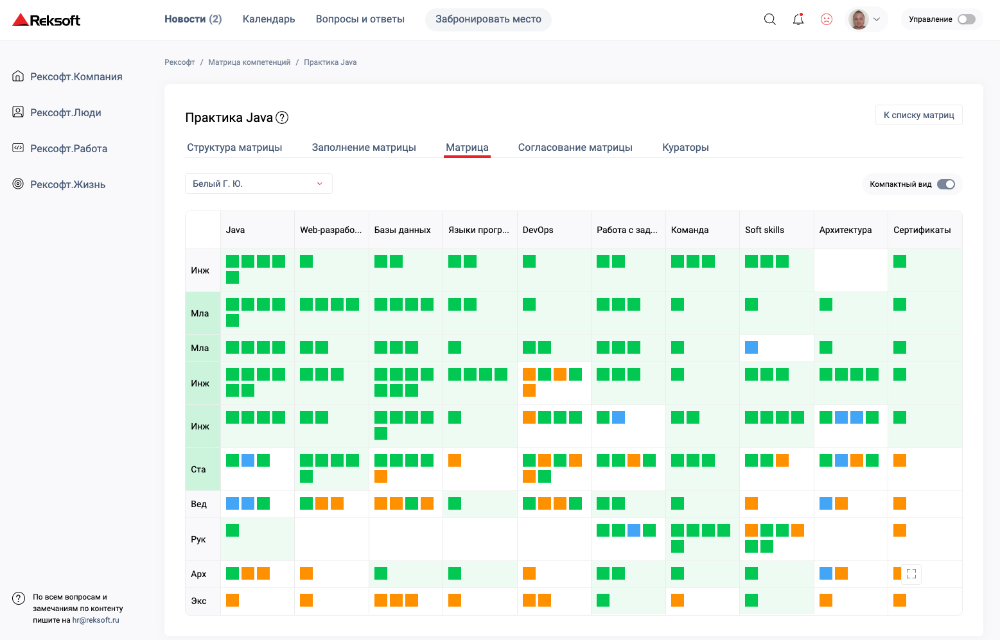 Reksoft
Новости (2)
Календарь
Вопросы и ответы
Забронировать место
Управление
Рексофт.Компания
Рексофт.Люди
Рексофт.Работа
Рексофт.Жизнь
Рексофт / Матрица компетенций / Практика Java
Практика Java ?
К списку матриц
Структура матрицы
Заполнение матрицы
Матрица
Согласование матрицы
Кураторы
Белый Г. Ю.
Компактный вид
Java
Web-разрабо...
Базы данных
Языки прогр...
DevOps
Работа с зад...
Команда
Soft skills
Архитектура
Сертификаты
Инж
Мла
Мла
Инж
Инж
Ста
Вед
Рук
Арх
Экс
? По всем вопросам и
замечаниям по контенту
пишите на hr@reksoft.ru